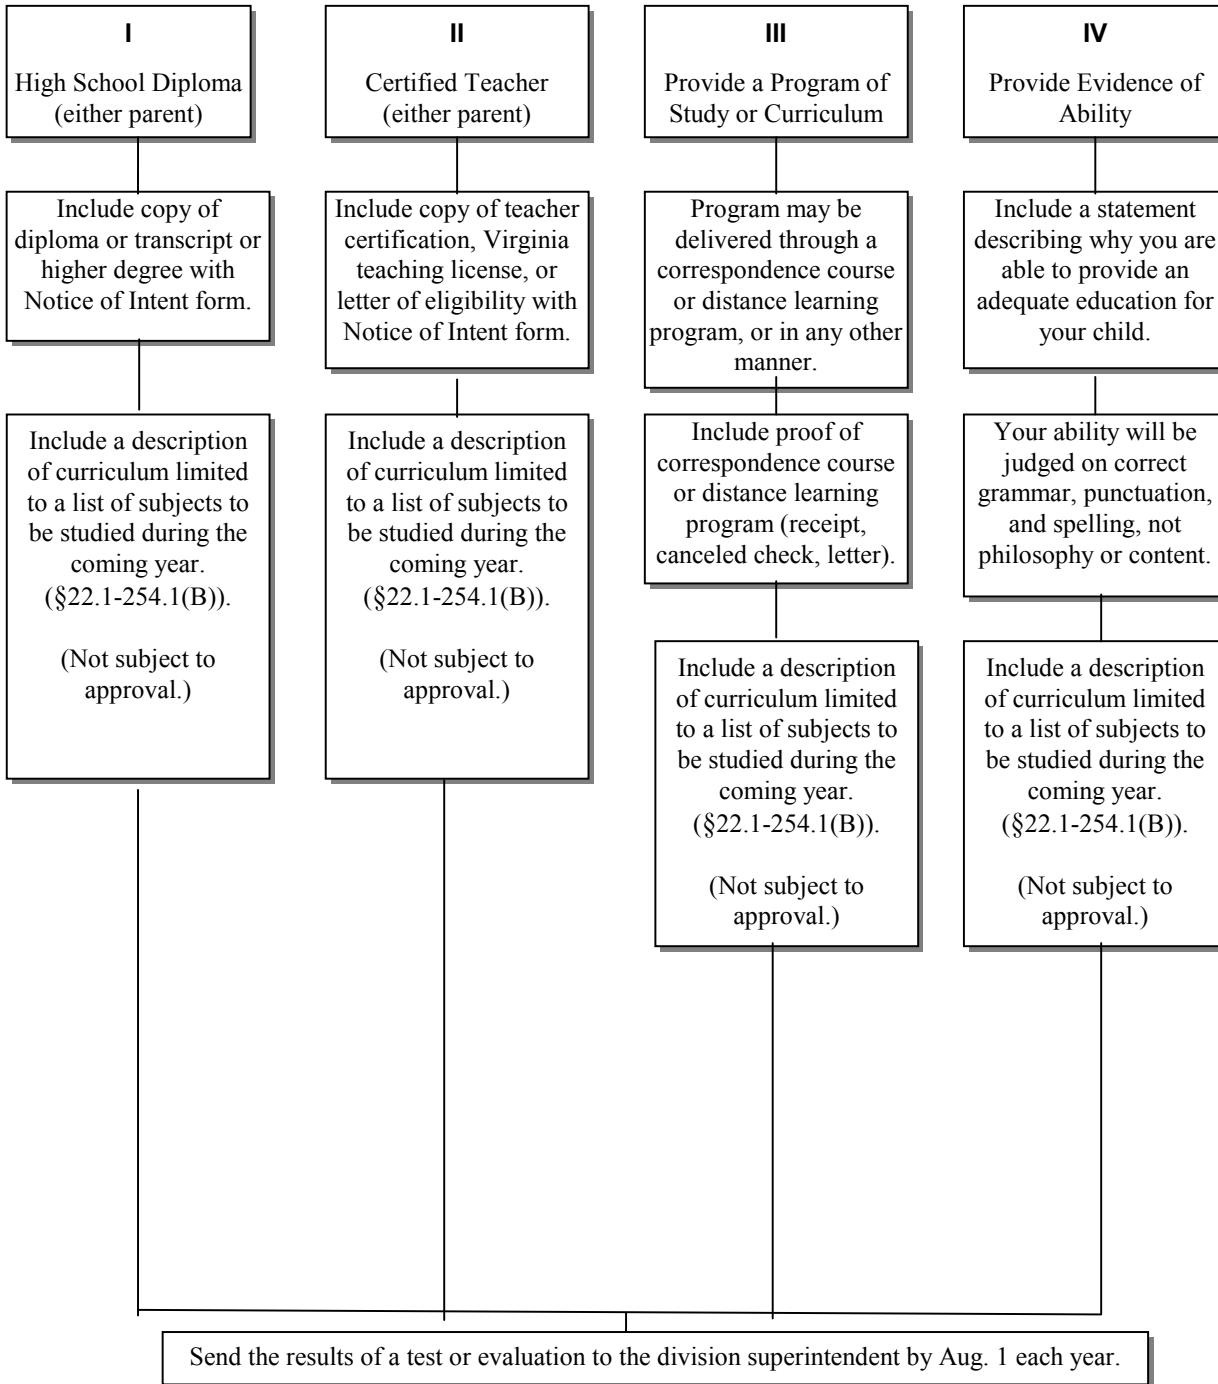 I
High School Diploma
(either parent)
Include copy of
diploma or transcript or
higher degree with
Notice of Intent form.
Include a description
of curriculum limited
to a list of subjects to
be studied during the
coming year.
(§22.1-254.1(B)).
(Not subject to
approval.)
II
Certified Teacher
(either parent)
Include copy of teacher
certification, Virginia
teaching license, or
letter of eligibility with
Notice of Intent form.
Include a description
of curriculum limited
to a list of subjects to
be studied during the
coming year.
(§22.1-254.1(B)).
(Not subject to
approval.)
III
Provide a Program of
Study or Curriculum
Program may be
delivered through a
correspondence course
or distance learning
program, or in any other
manner.
Include proof of
correspondence course
or distance learning
program (receipt,
canceled check, letter).
Include a description
of curriculum limited
to a list of subjects to
be studied during the
coming year.
(§22.1-254.1(B)).
(Not subject to
approval.)
IV
Provide Evidence of
Ability
Include a statement
describing why you are
able to provide an
adequate education for
your child.
Your ability will be
judged on correct
grammar, punctuation,
and spelling, not
philosophy or content.
Include a description
of curriculum limited
to a list of subjects to
be studied during the
coming year.
(§22.1-254.1(B)).
(Not subject to
approval.)
Send the results of a test or evaluation to the division superintendent by Aug. 1 each year.